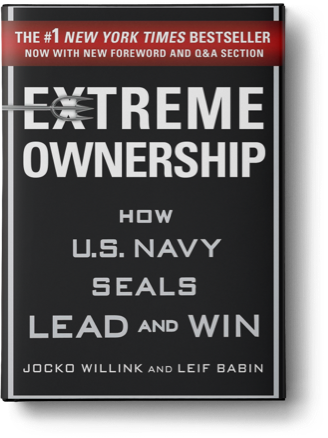 THE #1 NEW YORK TIMES BESTSELLER
NOW WITH NEW FOREWORD AND Q&A SECTION
EXTREME
OWNERSHIP
HOW
U.S. NAVY
SEALS
LEAD AND WIN
JOCKO WILLINK AND LEIF BABIN